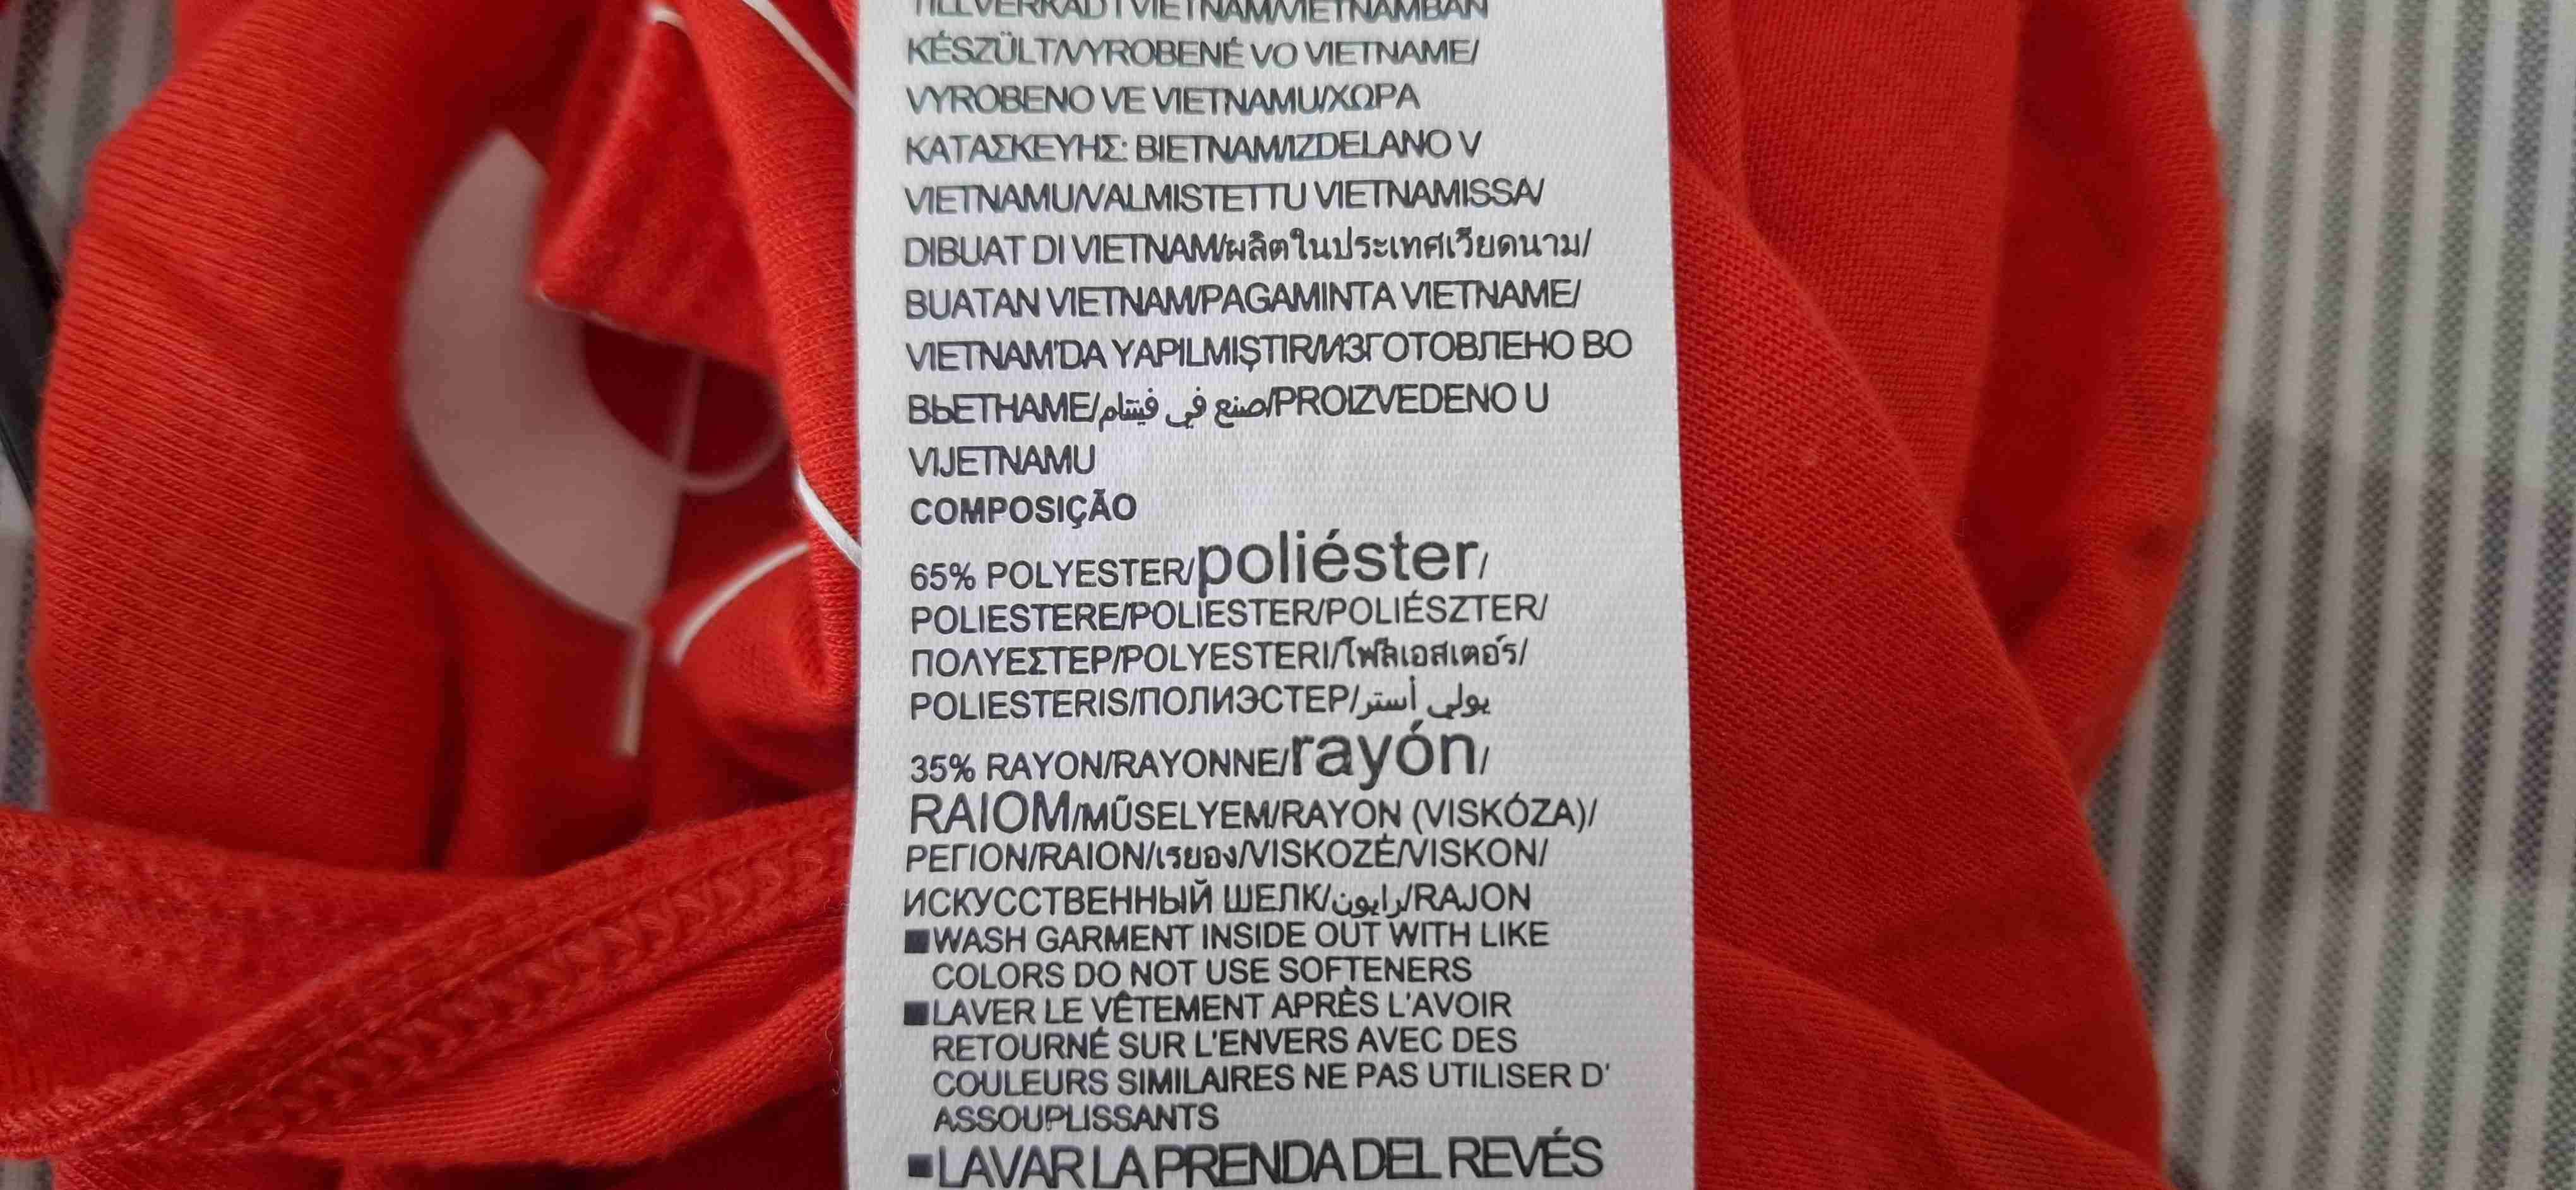 TILLVERKAD I VIETNAM/VIETNAMBAN
KÉSZÜLT/VYROBENÉ VO VIETNAME/
VYROBENO VE VIETNAMU/ΧΩΡΑ
ΚΑΤΑΣΚΕΥΗΣ: ΒΙΕΤΝΑΜ/IZDELANO V
VIETNAMU/VALMISTETTU VIETNAMISSA/
DIBUAT DI VIETNAM/ผลิตในประเทศเวียดนาม/
BUATAN VIETNAM/PAGAMINTA VIETNAME/
VIETNAM'DA YAPILMIŞTIR/ИЗГОТОВЛЕНО ВО
ВЬЕТНАМЕ/صنع في فيتنام/PROIZVEDENO U
VIJETNAMU
COMPOSIÇÃO
65% POLYESTER/poliéster/
POLIESTERE/POLIESTER/POLIÉSZTER/
ΠΟΛΥΕΣΤΕΡ/POLYESTERI/โพลีเอสเตอร์/
POLIESTERIS/ПОЛИЭСТЕР/يولي أستر
35% RAYON/RAYONNE/rayón/
RAIOM/MŰSELYEM/RAYON (VISKÓZA)/
ΡΕΓΙΟΝ/RAION/เรยอง/VISKOZĖ/VISKON/
ИСКУССТВЕННЫЙ ШЕЛК/رايون/RAJON
■WASH GARMENT INSIDE OUT WITH LIKE
COLORS DO NOT USE SOFTENERS
■LAVER LE VÊTEMENT APRÈS L'AVOIR
RETOURNÉ SUR L'ENVERS AVEC DES
COULEURS SIMILAIRES NE PAS UTILISER D'
ASSOUPLISSANTS
■LAVAR LA PRENDA DEL REVÉS